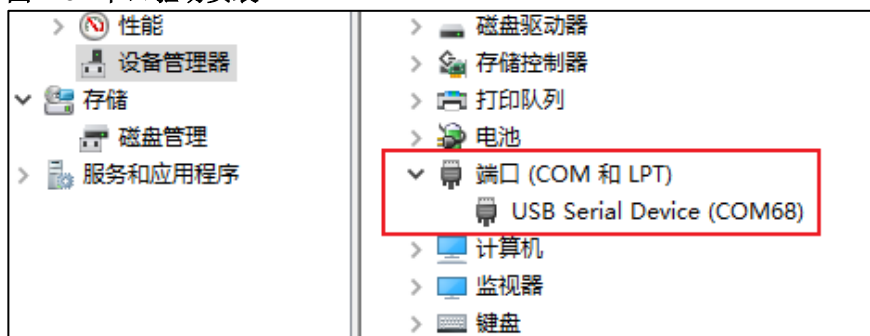 性能
设备管理器
存储
磁盘管理
服务和应用程序
磁盘驱动器
存储控制器
打印队列
电池
端口 (COM 和 LPT)
USB Serial Device (COM68)
计算机
监视器
键盘